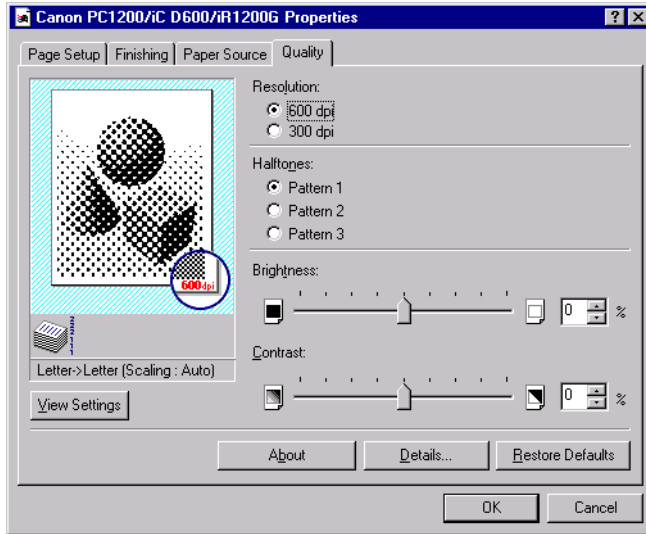 Canon PC1200/iC D600/iR1200G Properties
Page Setup Finishing Paper Source Quality
Resolution:
600 dpi
300 dpi
Halftones:
Pattern 1
Pattern 2
Pattern 3
600dpi
Brightness:
0 %
Letter->Letter (Scaling : Auto)
Contrast:
0 %
View Settings
About Details... Restore Defaults
OK Cancel